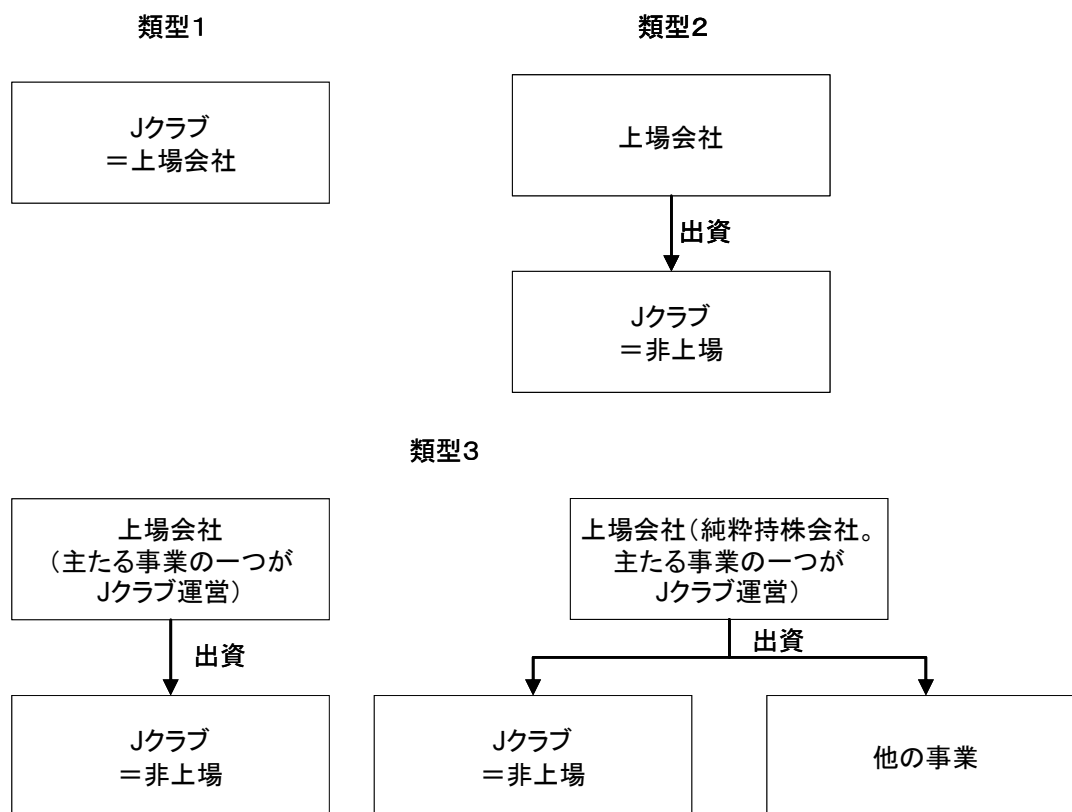 類型1
類型2
Jクラブ
＝上場会社
上場会社
出資
Jクラブ
＝非上場
類型3
上場会社
（主たる事業の一つが
Jクラブ運営）
出資
Jクラブ
＝非上場
上場会社（純粋持株会社。
主たる事業の一つが
Jクラブ運営）
出資
Jクラブ
＝非上場
他の事業